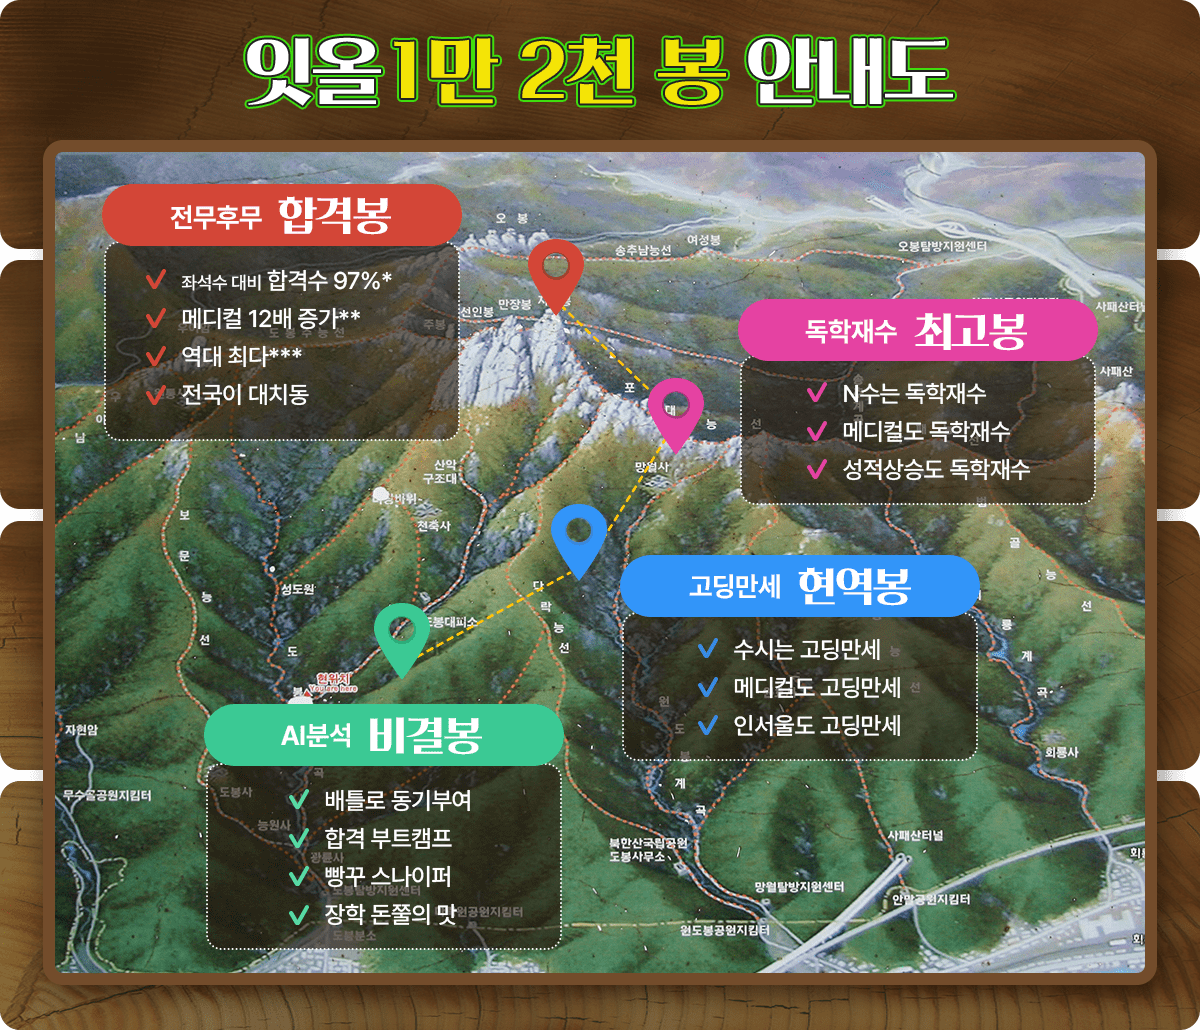 잇올1만 2천 봉 안내도
전무후무 합격봉
좌석수 대비 합격수 97%*
메디컬 12배 증가**
역대 최다***
전국이 대치동
오 봉
송추남능선
여성봉
오봉탐방지원센터
선인봉
만장봉
주봉
사패산터널
독학재수 최고봉
N수는 독학재수
메디컬도 독학재수
성적상승도 독학재수
사패산
포
대
능
선
망월사
산악
구조대
천축사
남
보
문
능
선
성도원
도
다
락
능
선
도봉대피소
골
능
선
고딩만세 현역봉
수시는 고딩만세
메디컬도 고딩만세
인서울도 고딩만세
능
선
원
도
봉
계
곡
계
곡
회룡사
현위치
You are here
AI분석 비결봉
배틀로 동기부여
합격 부트캠프
빵꾸 스나이퍼
장학 돈쭐의 맛
자현암
무수골공원지킴터
곡
도봉사
능원사
광륜사
도봉탐방지원센터
도봉분소
북한산국립공원
도봉사무소
망월탐방지원센터
원도봉공원지킴터
사패산터널
안말공원지킴터